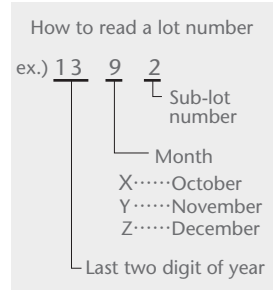 How to read a lot number
ex.) 13 9 2
Sub-lot
number
Month
X······October
Y······November
Z······December
Last two digit of year